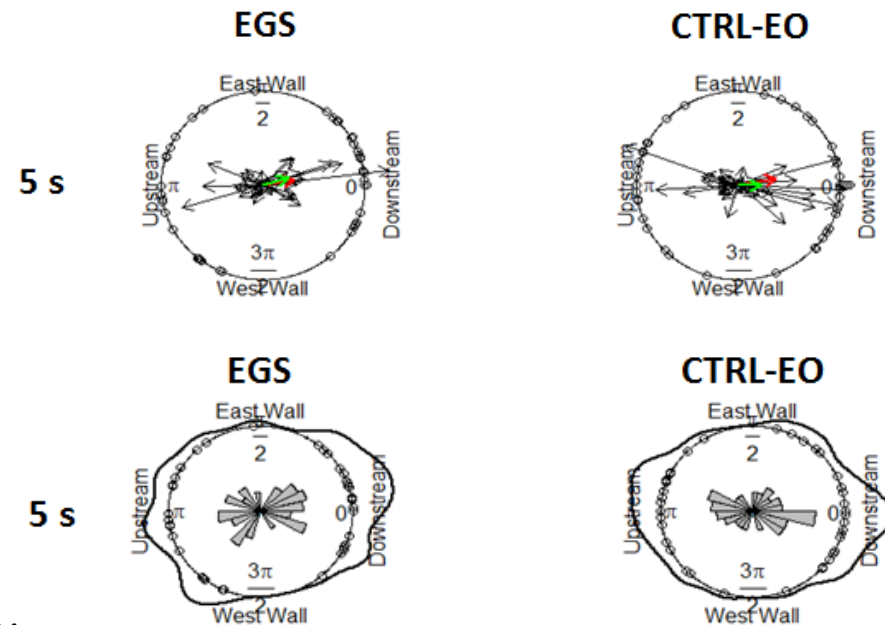 EGS CTRL-EO
5 s
East Wall East Wall
π/2 π/2
Upstream π 0 Downstream Upstream π 0 Downstream
3π/2 3π/2
West Wall West Wall
EGS CTRL-EO
5 s
East Wall East Wall
π/2 π/2
Upstream π 0 Downstream Upstream π 0 Downstream
3π/2 3π/2
West Wall West Wall